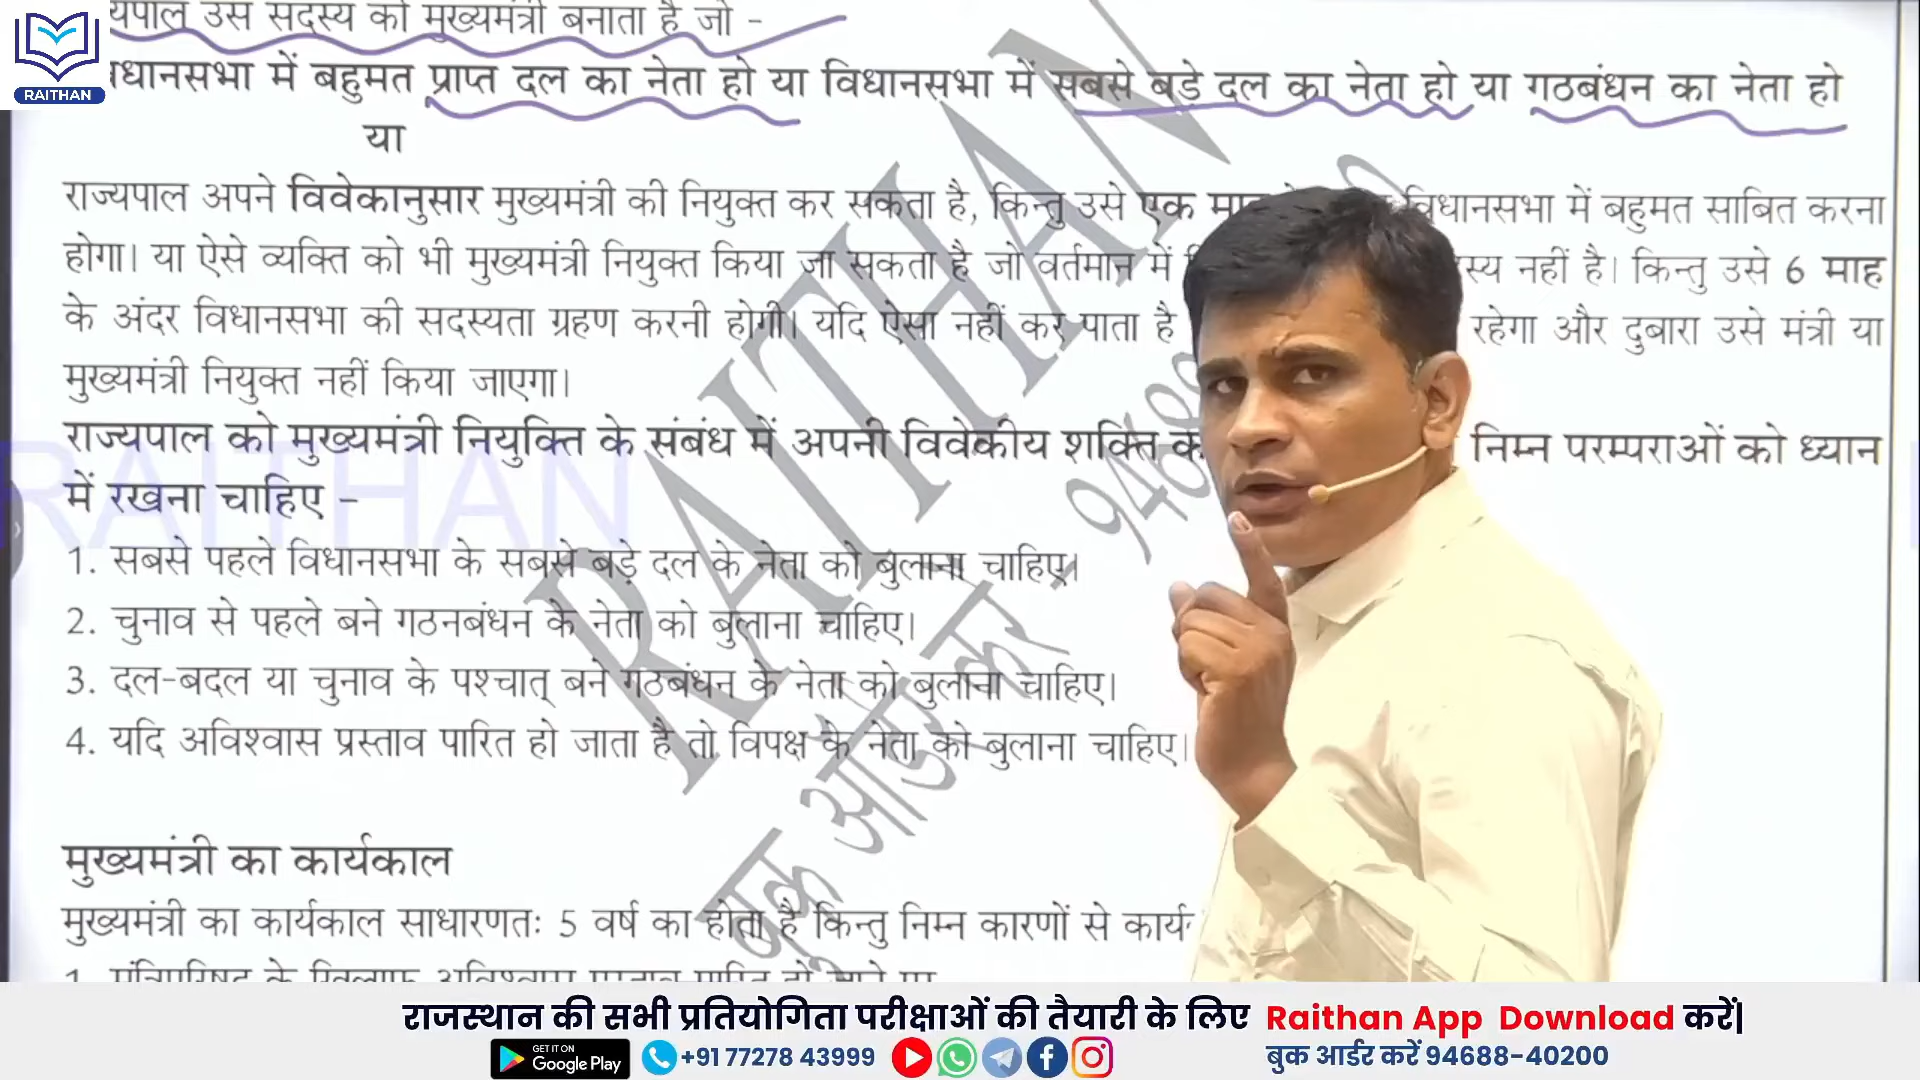 यपाल उस सदस्य को मुख्यमंत्री बनाता है जो -
RAITHAN
धानसभा में बहुमत प्राप्त दल का नेता हो या विधानसभा में सबसे बड़े दल का नेता हो या गठबंधन का नेता हो
या
राज्यपाल अपने विवेकानुसार मुख्यमंत्री की नियुक्त कर सकता है, किन्तु उसे एक विधानसभा में बहुमत साबित करना
होगा। या ऐसे व्यक्ति को भी मुख्यमंत्री नियुक्त किया जा सकता है जो वर्तमान में स्य नहीं है। किन्तु उसे 6 माह
के अंदर विधानसभा की सदस्यता ग्रहण करनी होगी। यदि ऐसा नहीं कर पाता है रहेगा और दुबारा उसे मंत्री या
मुख्यमंत्री नियुक्त नहीं किया जाएगा।
राज्यपाल को मुख्यमंत्री नियुक्ति के संबंध में अपनी विवेकीय शक्ति निम्न परम्पराओं को ध्यान
में रखना चाहिए -
1. सबसे पहले विधानसभा के सबसे बड़े दल के नेता को बुलाना चाहिए।
2. चुनाव से पहले बने गठनबंधन के नेता को बुलाना चाहिए।
3. दल-बदल या चुनाव के पश्चात् बने गठबंधन के नेता को बुलाना चाहिए।
4. यदि अविश्वास प्रस्ताव पारित हो जाता है तो विपक्ष के नेता को बुलाना चाहिए।
मुख्यमंत्री का कार्यकाल
मुख्यमंत्री का कार्यकाल साधारणतः 5 वर्ष का होता है किन्तु निम्न कारणों से कार्य
RAITHAN
बुक ऑर्डर कर - 946
RAITHAN
राजस्थान की सभी प्रतियोगिता परीक्षाओं की तैयारी के लिए Raithan App Download करें|
GET IT ON
Google Play
+91 77278 43999
बुक आर्डर करें 94688-40200